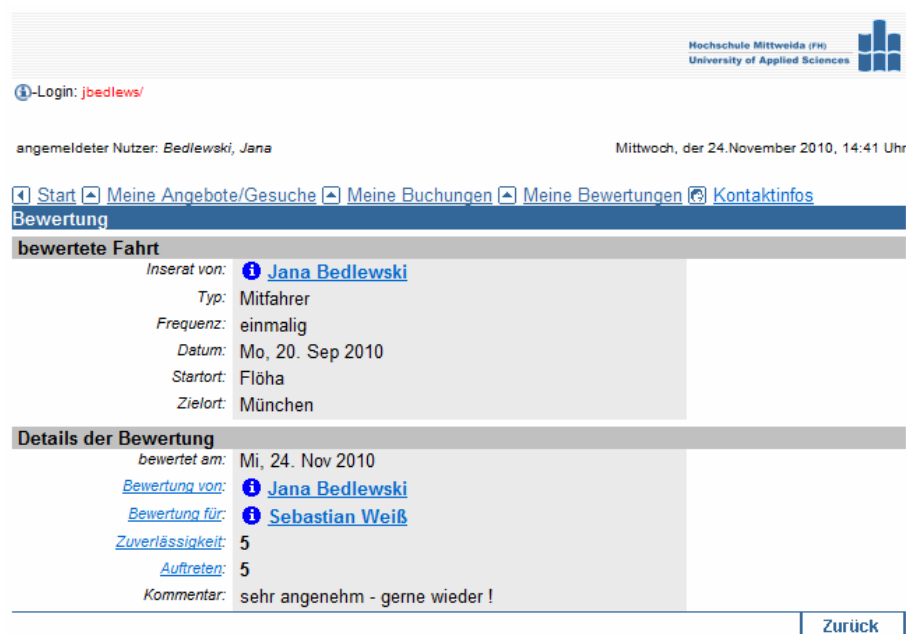 Hochschule Mittweida (FH)
University of Applied Sciences
-Login: jbedlews/
angemeldeter Nutzer: Bedlewski, Jana Mittwoch, der 24.November 2010, 14:41 Uhr
Start Meine Angebote/Gesuche Meine Buchungen Meine Bewertungen Kontaktinfos
Bewertung
bewertete Fahrt
Inserat von: Jana Bedlewski
Typ: Mitfahrer
Frequenz: einmalig
Datum: Mo, 20. Sep 2010
Startort: Flöha
Zielort: München
Details der Bewertung
bewertet am: Mi, 24. Nov 2010
Bewertung von: Jana Bedlewski
Bewertung für: Sebastian Weiß
Zuverlässigkeit: 5
Auftreten: 5
Kommentar: sehr angenehm - gerne wieder !
Zurück